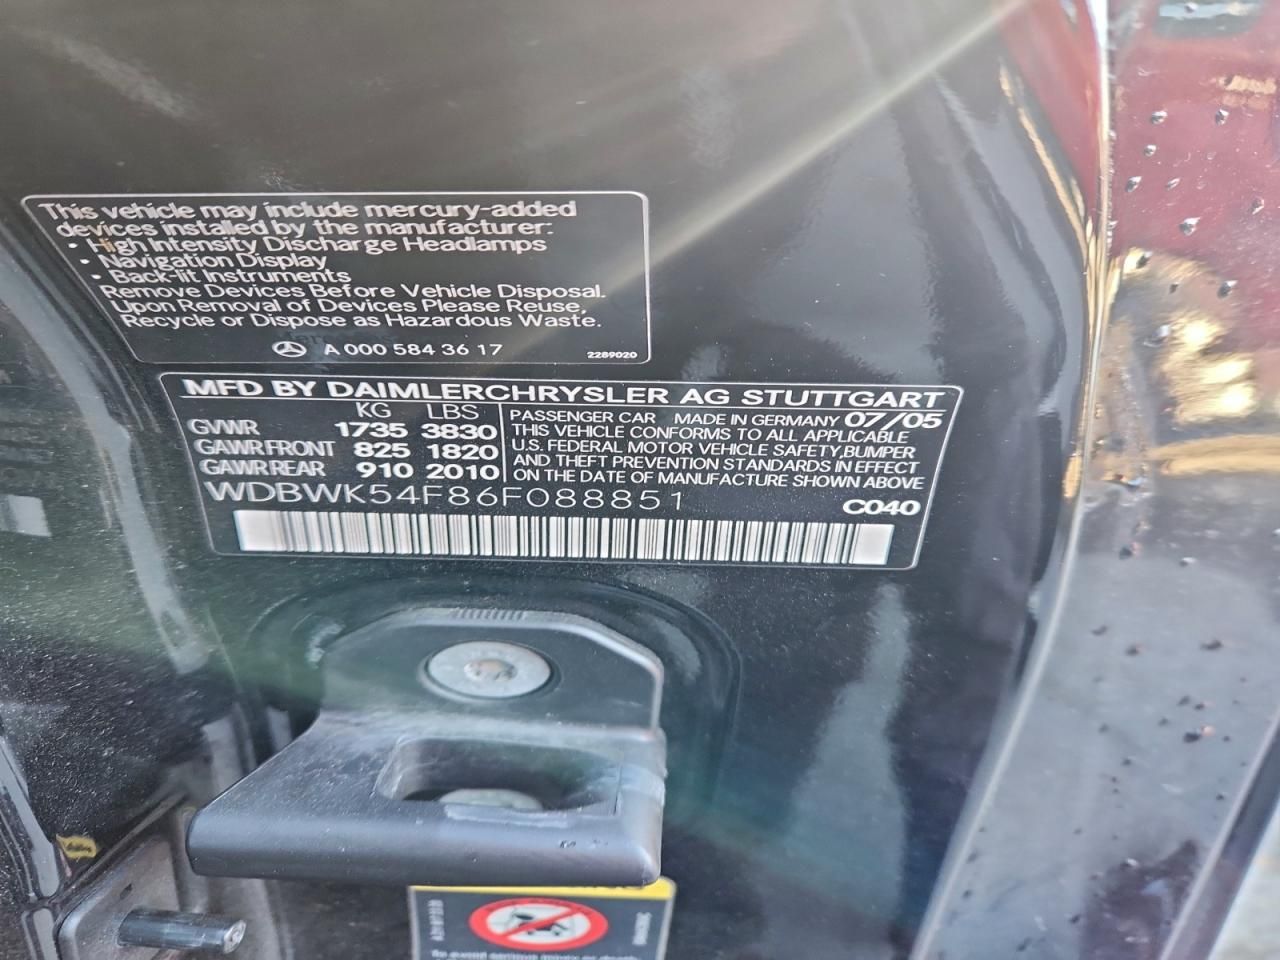 This vehicle may include mercury-added
devices installed by the manufacturer:
• High Intensity Discharge Headlamps
• Navigation Display
• Back-lit Instruments
Remove Devices Before Vehicle Disposal.
Upon Removal of Devices Please Reuse,
Recycle or Dispose as Hazardous Waste.
A 000 584 36 17
2289020
MFD BY DAIMLERCHRYSLER AG STUTTGART
KG LBS
GVWR 1735 3830
GAWR FRONT 825 1820
GAWR REAR 910 2010
PASSENGER CAR MADE IN GERMANY 07/05
THIS VEHICLE CONFORMS TO ALL APPLICABLE
U.S. FEDERAL MOTOR VEHICLE SAFETY, BUMPER
AND THEFT PREVENTION STANDARDS IN EFFECT
ON THE DATE OF MANUFACTURE SHOWN ABOVE
WDBWK54F86F088851
C040